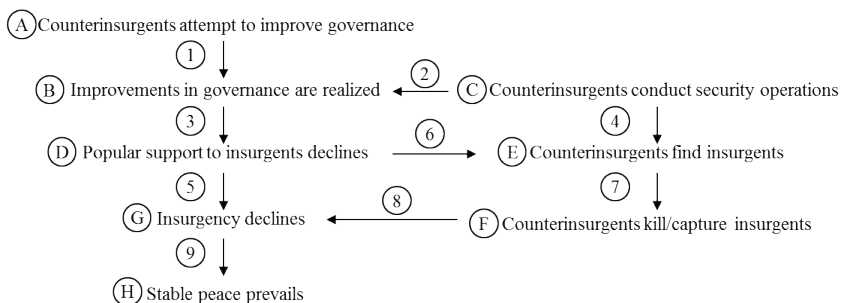 A Counterinsurgents attempt to improve governance
1
2
B Improvements in governance are realized
C Counterinsurgents conduct security operations
3
4
6
D Popular support to insurgents declines
E Counterinsurgents find insurgents
5
7
8
G Insurgency declines
F Counterinsurgents kill/capture insurgents
9
H Stable peace prevails